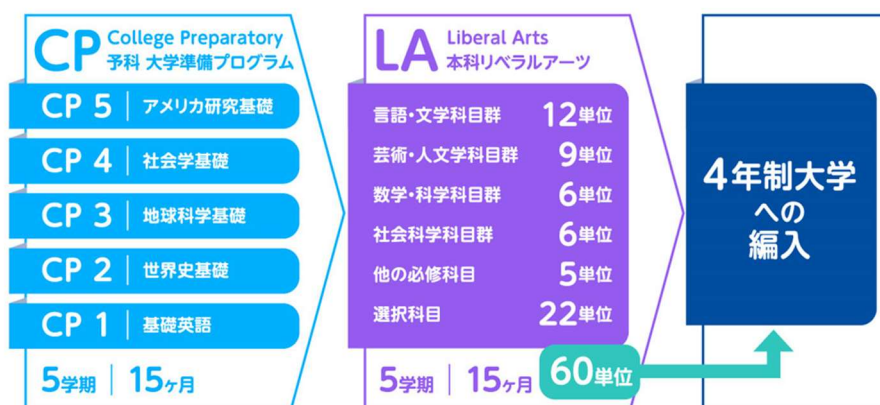 CP College Preparatory
予科 大学準備プログラム
CP 5 アメリカ研究基礎
CP 4 社会学基礎
CP 3 地球科学基礎
CP 2 世界史基礎
CP 1 基礎英語
5学期 15ヶ月
LA Liberal Arts
本科リベラルアーツ
言語・文学科目群 12単位
芸術・人文学科目群 9単位
数学・科学科目群 6単位
社会科学科目群 6単位
他の必修科目 5単位
選択科目 22単位
5学期 15ヶ月 60単位
4年制大学
への
編入